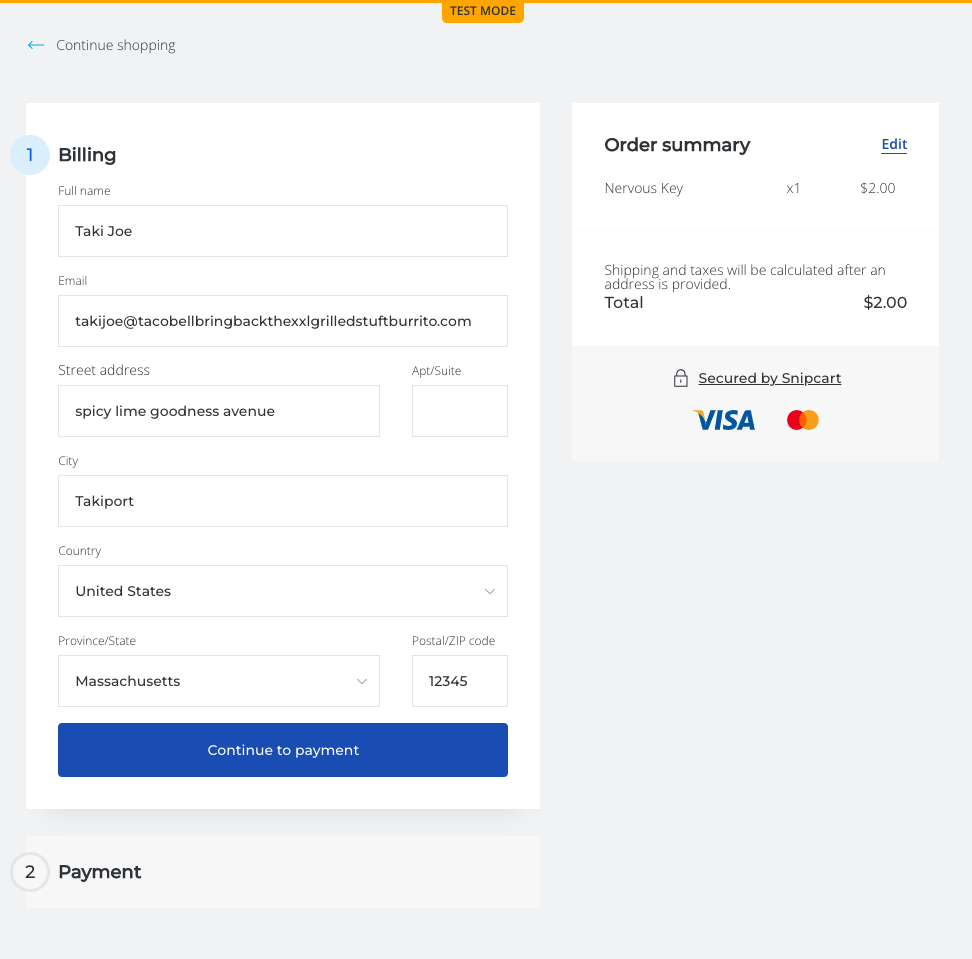 TEST MODE
Continue shopping
1
Billing
Full name
Taki Joe
Email
takijoe@tacobellbringbackthexxlgrilledstuftburrito.com
Street address
Apt/Suite
spicy lime goodness avenue
City
Takiport
Country
United States
Province/State
Postal/ZIP code
Massachusetts
12345
Continue to payment
2
Payment
Order summary
Edit
Nervous Key x1 $2.00
Shipping and taxes will be calculated after an
address is provided.
Total $2.00
Secured by Snipcart
VISA